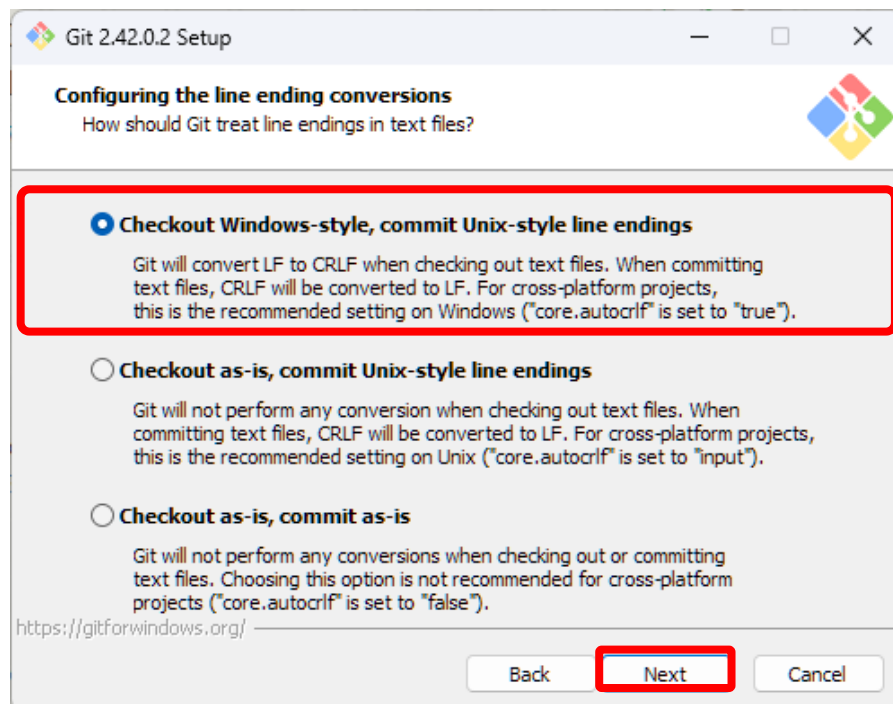 Git 2.42.0.2 Setup
Configuring the line ending conversions
How should Git treat line endings in text files?
Checkout Windows-style, commit Unix-style line endings
Git will convert LF to CRLF when checking out text files. When committing
text files, CRLF will be converted to LF. For cross-platform projects,
this is the recommended setting on Windows ("core.autocrlf" is set to "true").
Checkout as-is, commit Unix-style line endings
Git will not perform any conversion when checking out text files. When
committing text files, CRLF will be converted to LF. For cross-platform projects,
this is the recommended setting on Unix ("core.autocrlf" is set to "input").
Checkout as-is, commit as-is
Git will not perform any conversions when checking out or committing
text files. Choosing this option is not recommended for cross-platform
projects ("core.autocrlf" is set to "false").
https://gitforwindows.org/
Back Next Cancel